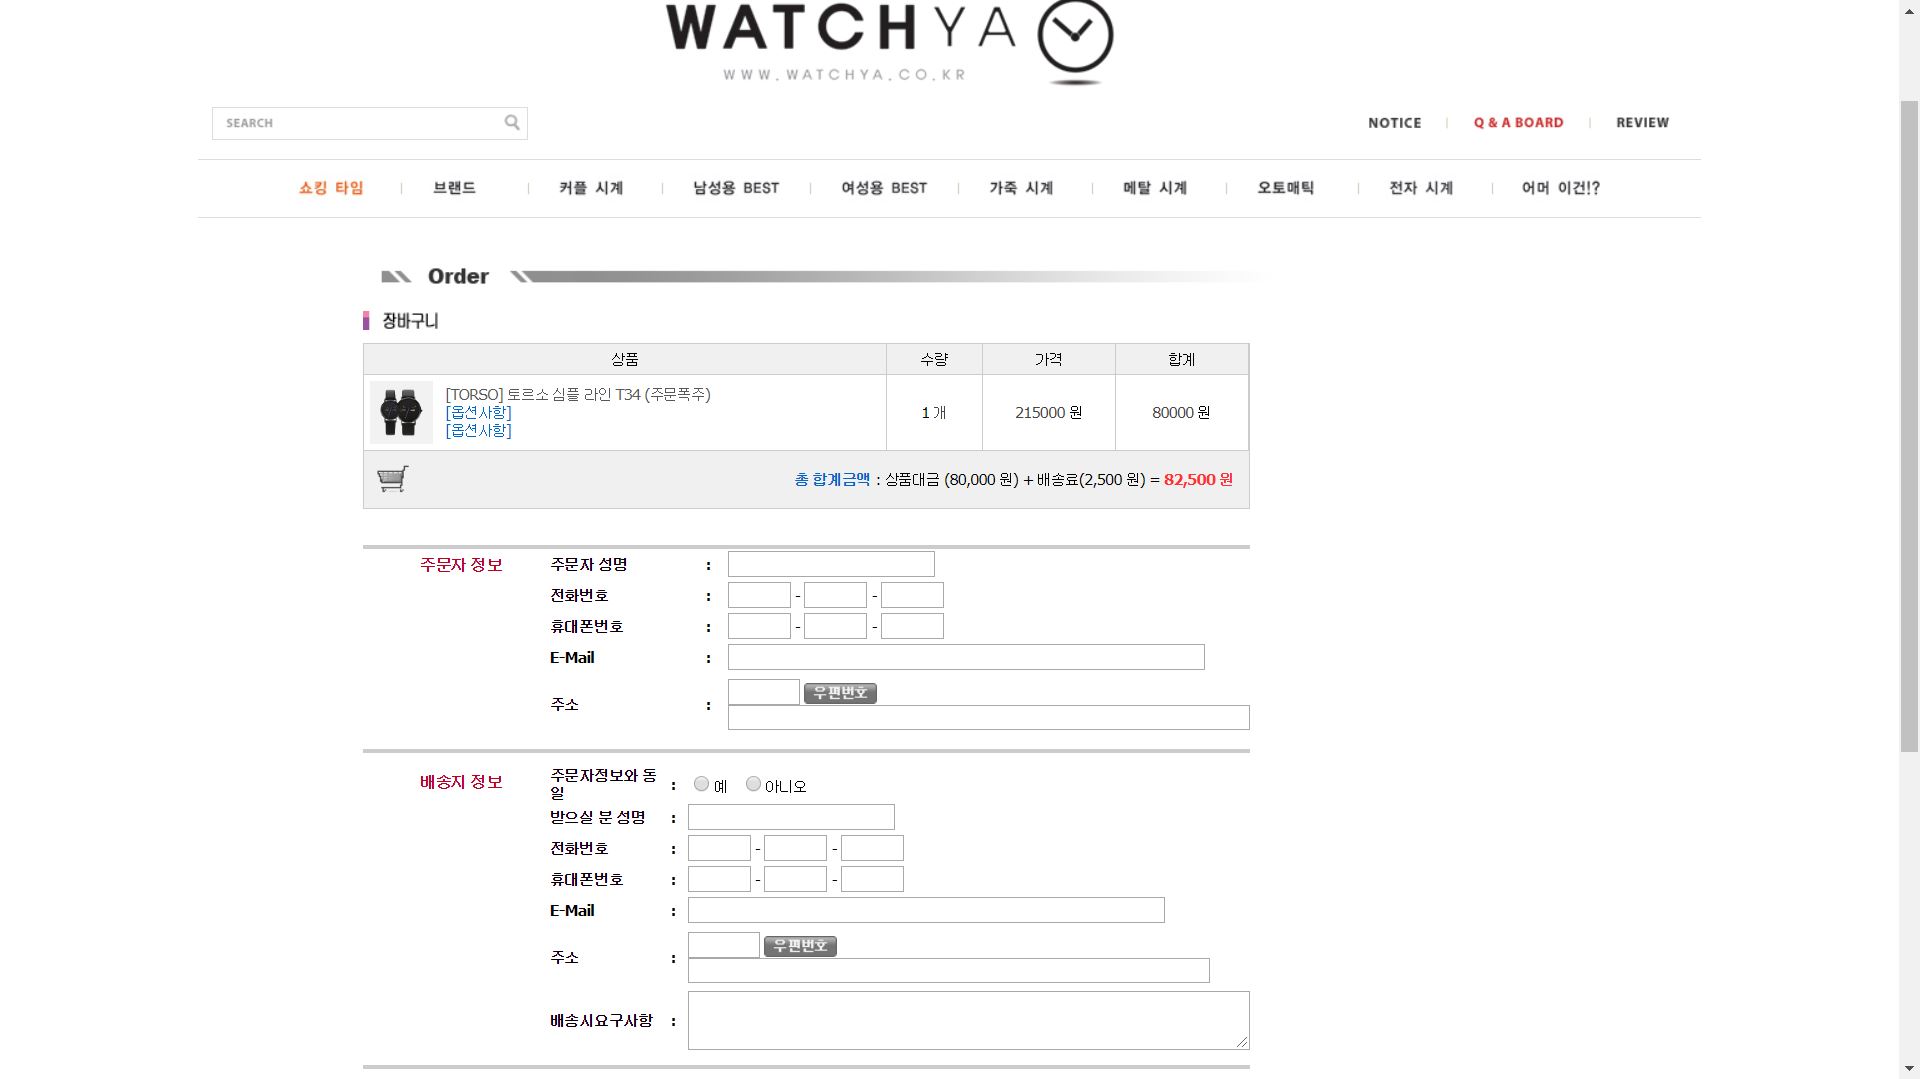 WATCHYA
WWW.WATCHYA.CO.KR
SEARCH
NOTICE | Q & A BOARD | REVIEW
쇼킹 타임 | 브랜드 | 커플 시계 | 남성용 BEST | 여성용 BEST | 가죽 시계 | 메탈 시계 | 오토매틱 | 전자 시계 | 어머 이건!?
Order
장바구니
상품 수량 가격 합계
[TORSO] 토르소 심플 라인 T34 (주문폭주)
[옵션사항]
[옵션사항]
1 개 215000 원 80000 원
총 합계금액 : 상품대금 (80,000 원) + 배송료(2,500 원) = 82,500 원
주문자 정보 주문자 성명 :
전화번호 : - -
휴대폰번호 : - -
E-Mail :
주소 : 우편번호
배송지 정보 주문자정보와 동일 : 예 아니오
받으실 분 성명 :
전화번호 : - -
휴대폰번호 : - -
E-Mail :
주소 : 우편번호
배송시요구사항 :